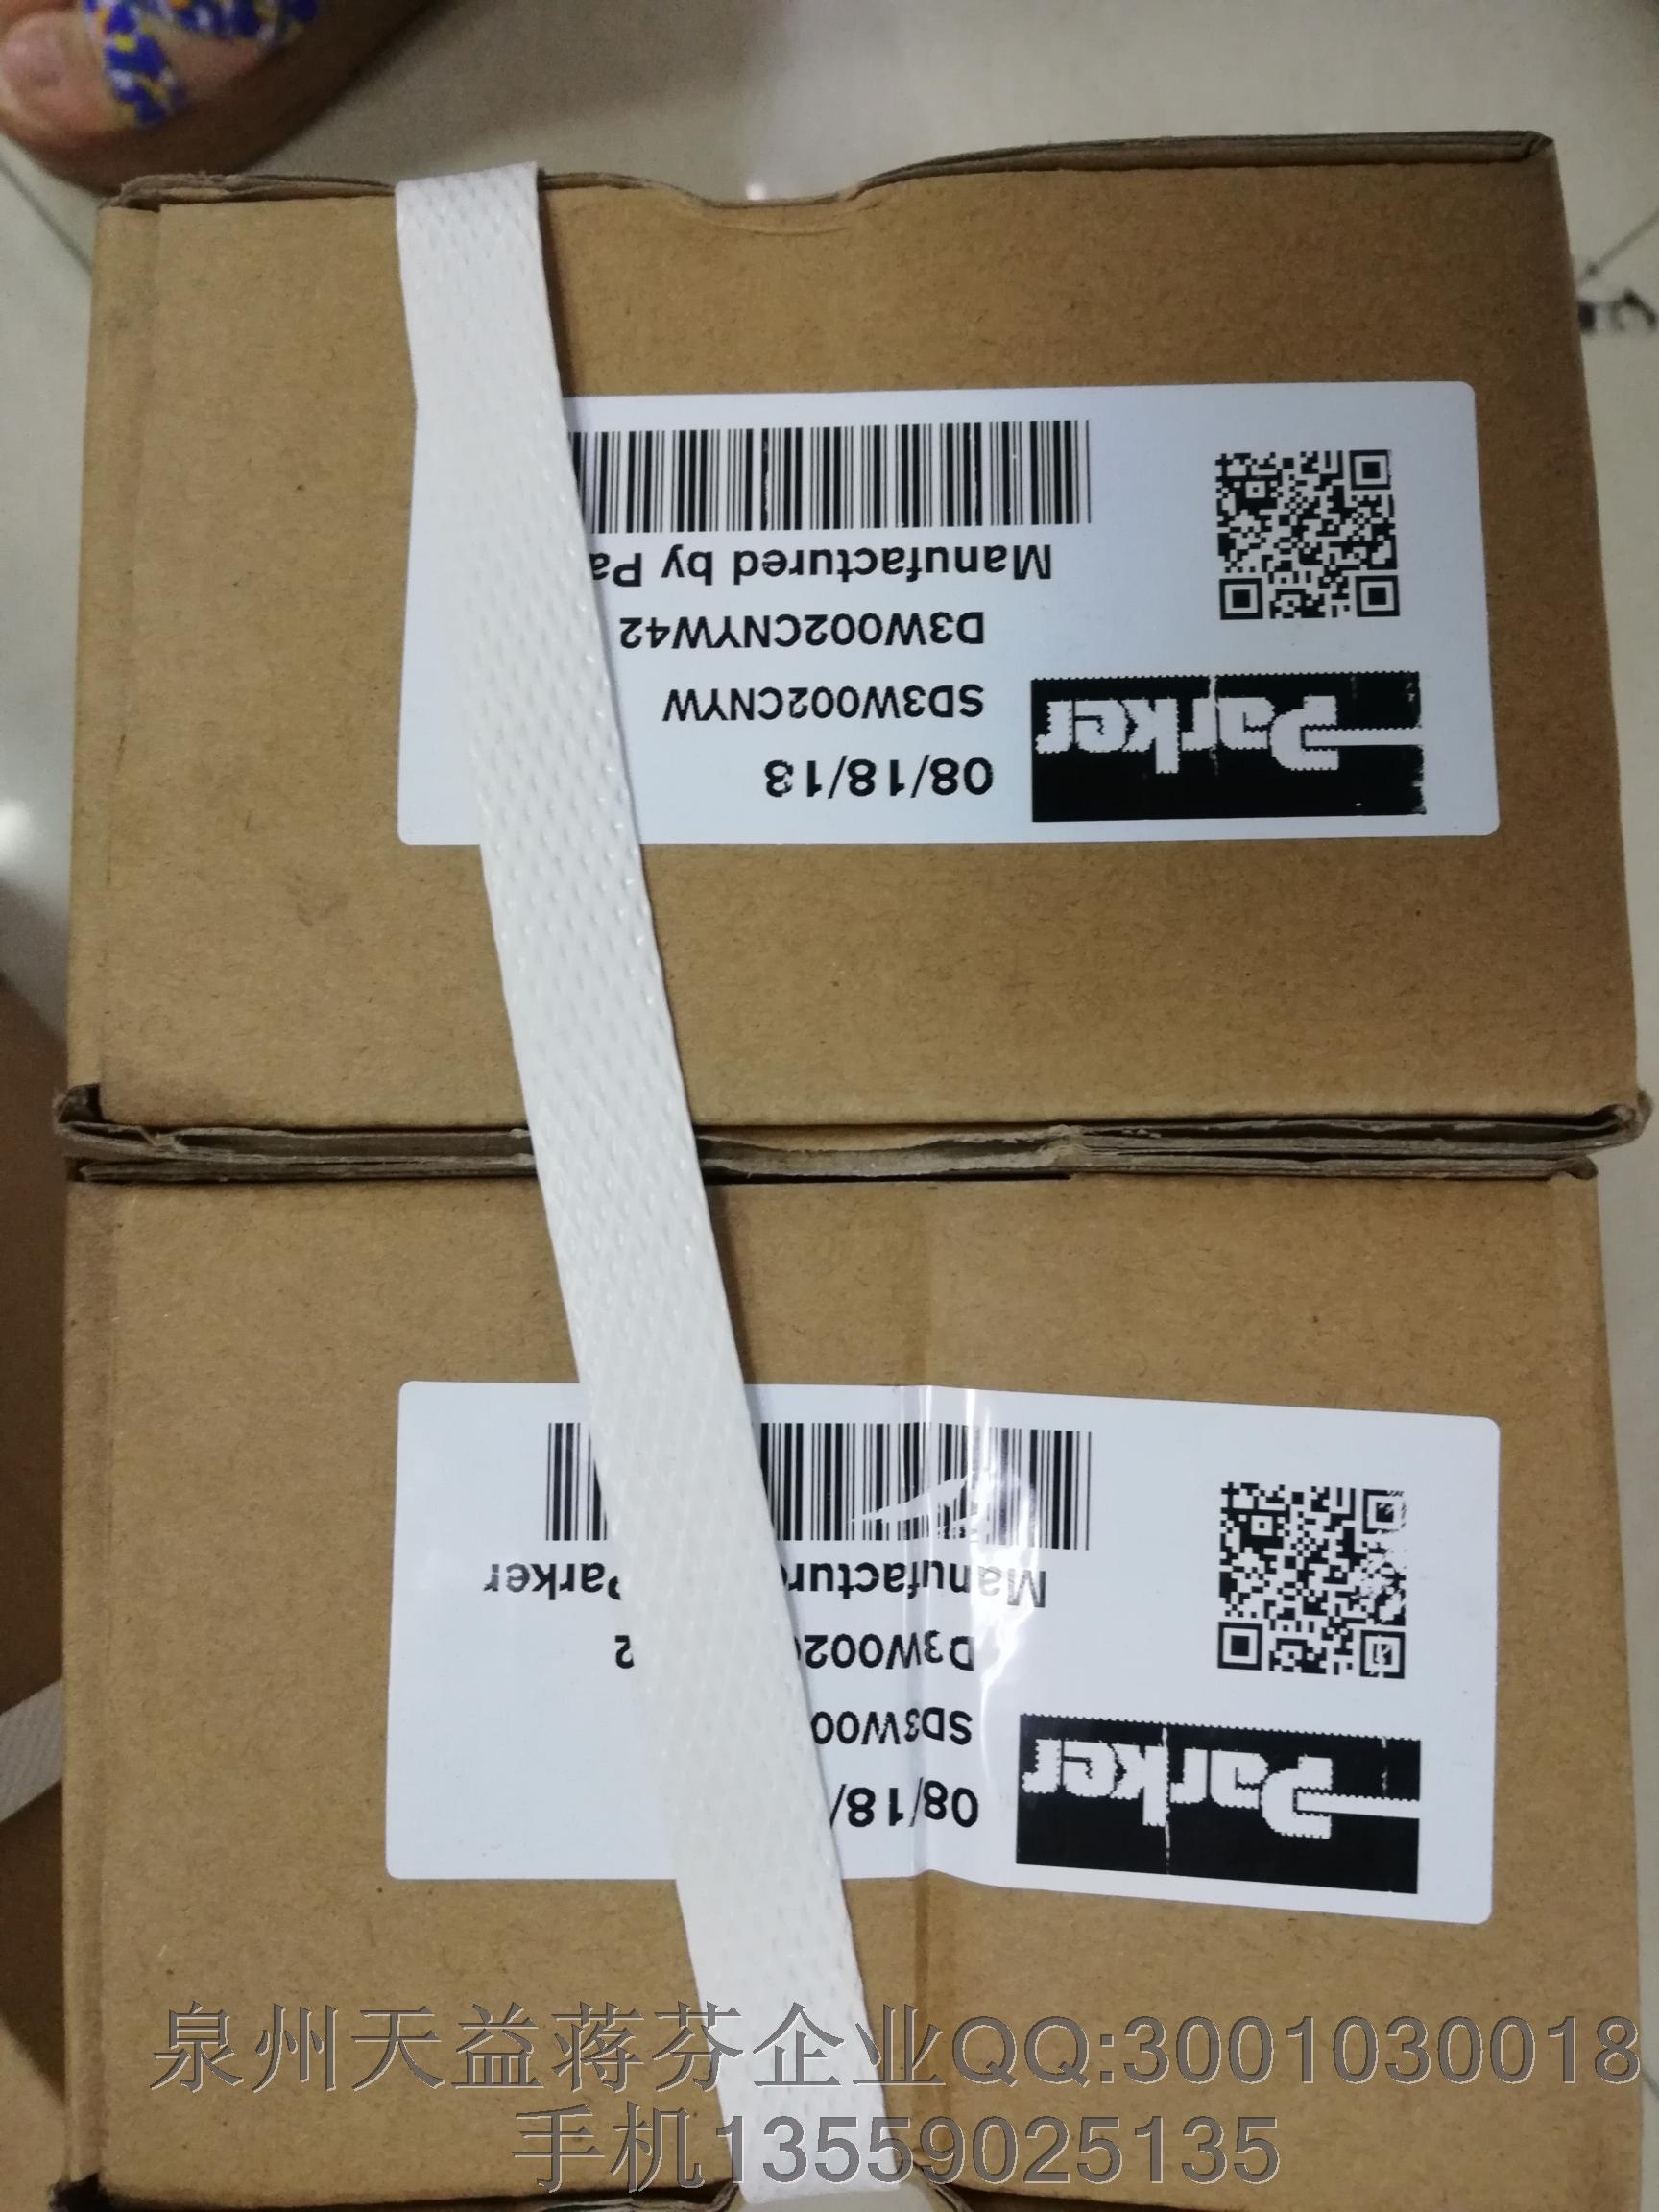 Parker
08/18/13
SD3W002CNYW
D3W002CNYW42
Manufactured by Pa
Parker
08/18/
SD3W00
D3W002 2
Manufactur Parker
泉州天益蒋芬企业QQ:3001030018
手机13559025135